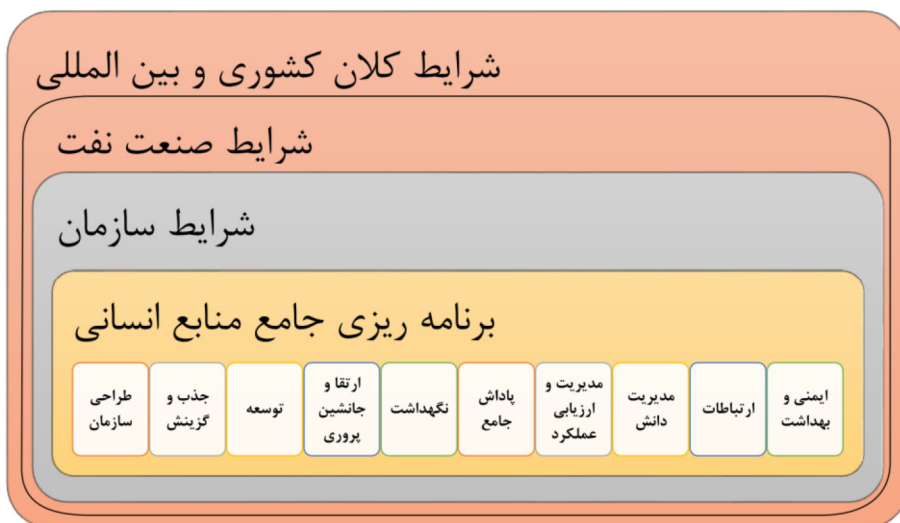 شرایط کلان کشوری و بین المللی
شرایط صنعت نفت
شرایط سازمان
برنامه ریزی جامع منابع انسانی
ایمنی و
بهداشت
ارتباطات
مدیریت
دانش
مدیریت و
ارزیابی
عملکرد
پاداش
جامع
نگهداشت
ارتقا و
جانشین
پروری
توسعه
جذب و
گزینش
طراحی
سازمان